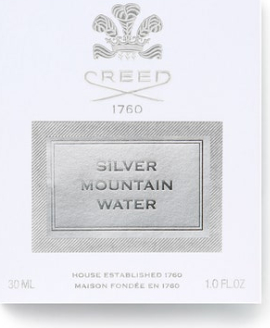 CREED
1760
SILVER
MOUNTAIN
WATER
HOUSE ESTABLISHED 1760
30 ML MAISON FONDÉE EN 1760 1.0 FL.OZ